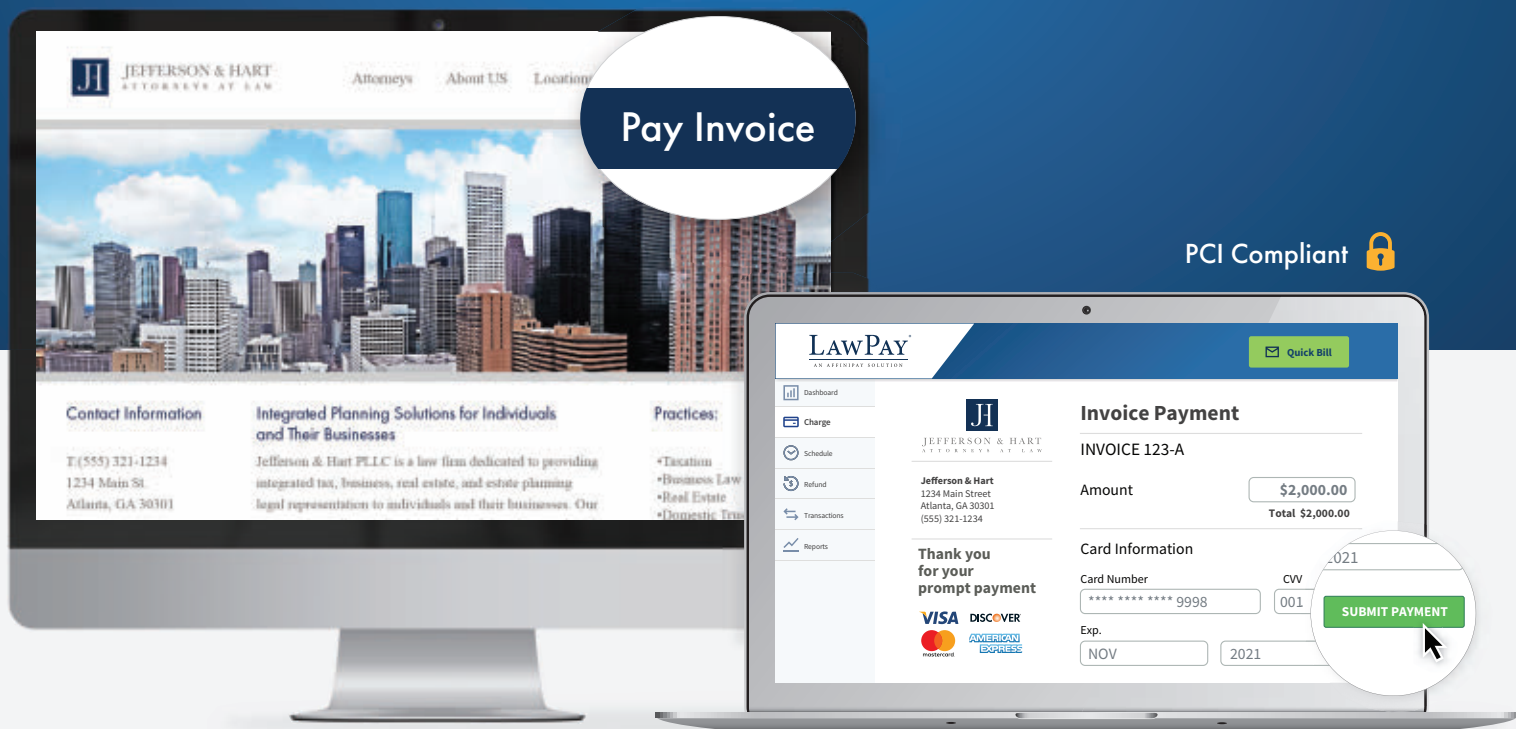 JH
JEFFERSON & HART
ATTORNEYS AT LAW
Attorneys About US Locations
Pay Invoice
Contact Information
T:(555) 321-1234
1234 Main St.
Atlanta, GA 30301
Integrated Planning Solutions for Individuals
and Their Businesses
Jefferson & Hart PLLC is a law firm dedicated to providing
integrated tax, business, real estate, and estate planning
legal representation to individuals and their businesses. Our
Practices:
•Taxation
•Business Law
•Real Estate
•Domestic
PCI Compliant
LAWPAY
AN AFFINIPAY SOLUTION
Quick Bill
Dashboard
Charge
Schedule
Refund
Transactions
Reports
JH
JEFFERSON & HART
ATTORNEYS AT LAW
Jefferson & Hart
1234 Main Street
Atlanta, GA 30301
(555) 321-1234
Thank you
for your
prompt payment
VISA DISCOVER
mastercard AMERICAN
EXPRESS
Invoice Payment
INVOICE 123-A
Amount $2,000.00
Total $2,000.00
Card Information
Card Number CVV
**** **** **** 9998 001
Exp.
NOV 2021
2021
SUBMIT PAYMENT